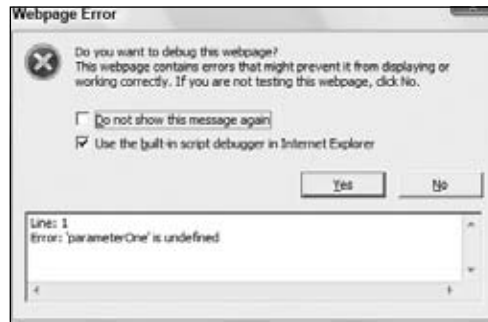 Webpage Error
Do you want to debug this webpage?
This webpage contains errors that might prevent it from displaying or
working correctly. If you are not testing this webpage, click No.
Do not show this message again
Use the built-in script debugger in Internet Explorer
Yes
No
Line: 1
Error: 'parameterOne' is undefined